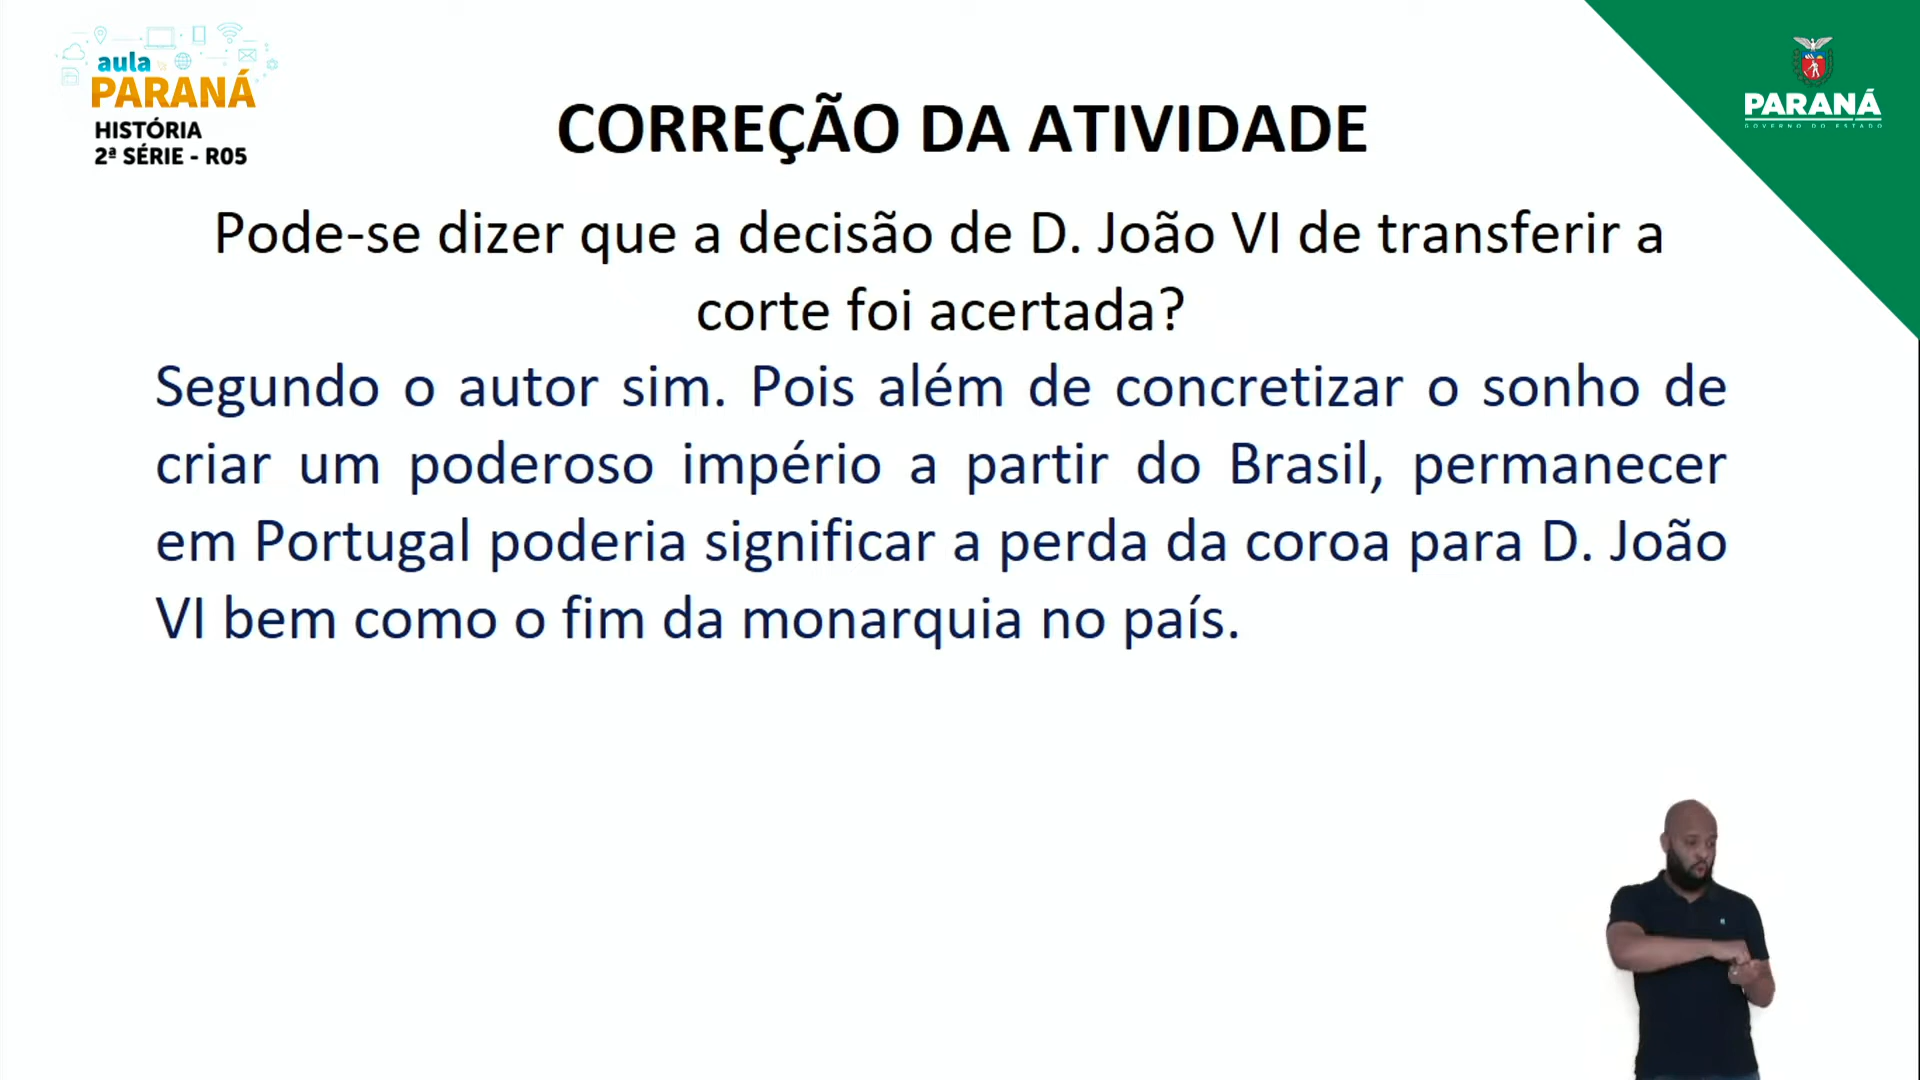 aula
PARANÁ
HISTÓRIA
2ª SÉRIE - R05
PARANÁ
GOVERNO DO ESTADO
CORREÇÃO DA ATIVIDADE
Pode-se dizer que a decisão de D. João VI de transferir a
corte foi acertada?
Segundo o autor sim. Pois além de concretizar o sonho de
criar um poderoso império a partir do Brasil, permanecer
em Portugal poderia significar a perda da coroa para D. João
VI bem como o fim da monarquia no país.